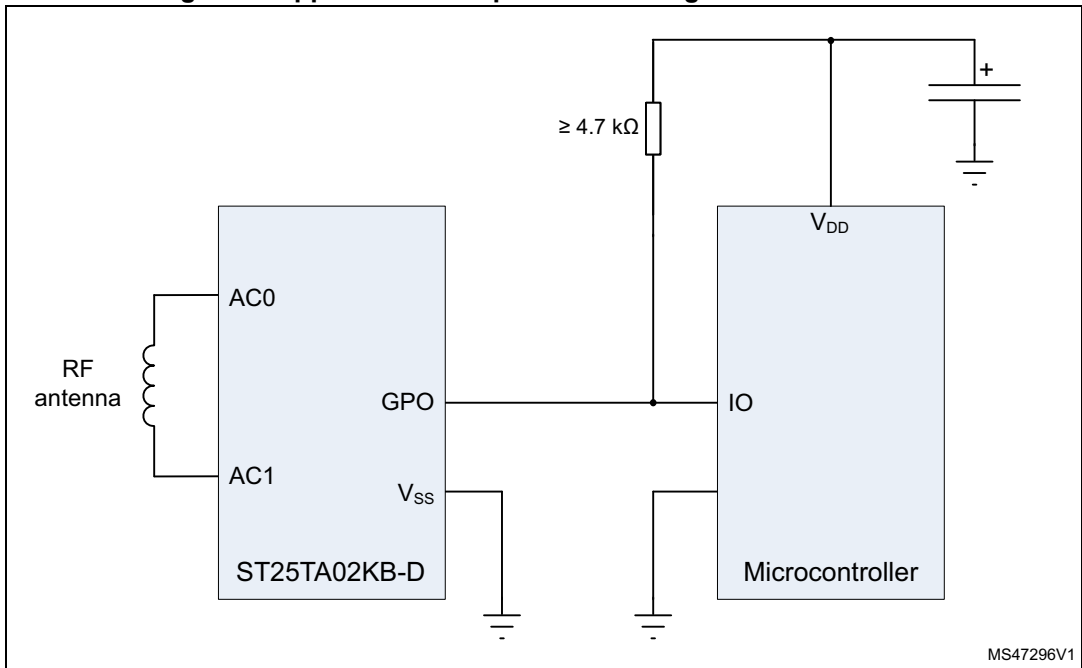 +
≥ 4.7 kΩ
V_DD
AC0
RF
antenna
GPO
IO
AC1
V_SS
ST25TA02KB-D
Microcontroller
MS47296V1